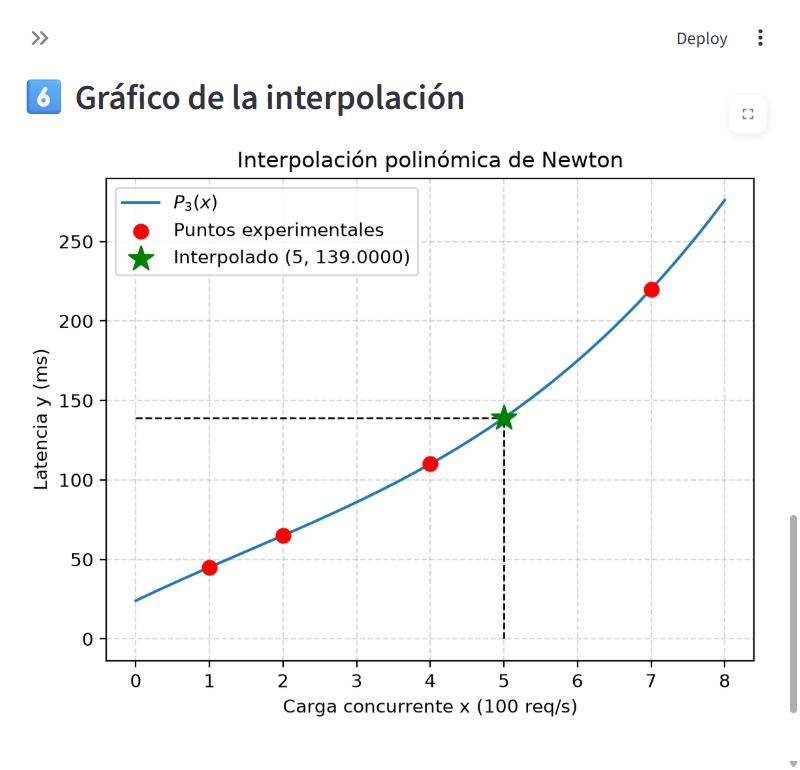 Deploy
6 Gráfico de la interpolación
Interpolación polinómica de Newton
P₃(x)
Puntos experimentales
Interpolado (5, 139.0000)
250
200
150
100
50
0
Latencia y (ms)
0 1 2 3 4 5 6 7 8
Carga concurrente x (100 req/s)